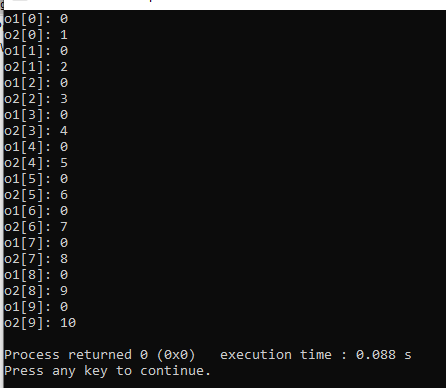 o1[0]: 0
o2[0]: 1
o1[1]: 0
o2[1]: 2
o1[2]: 0
o2[2]: 3
o1[3]: 0
o2[3]: 4
o1[4]: 0
o2[4]: 5
o1[5]: 0
o2[5]: 6
o1[6]: 0
o2[6]: 7
o1[7]: 0
o2[7]: 8
o1[8]: 0
o2[8]: 9
o1[9]: 0
o2[9]: 10
Process returned 0 (0x0)   execution time : 0.088 s
Press any key to continue.